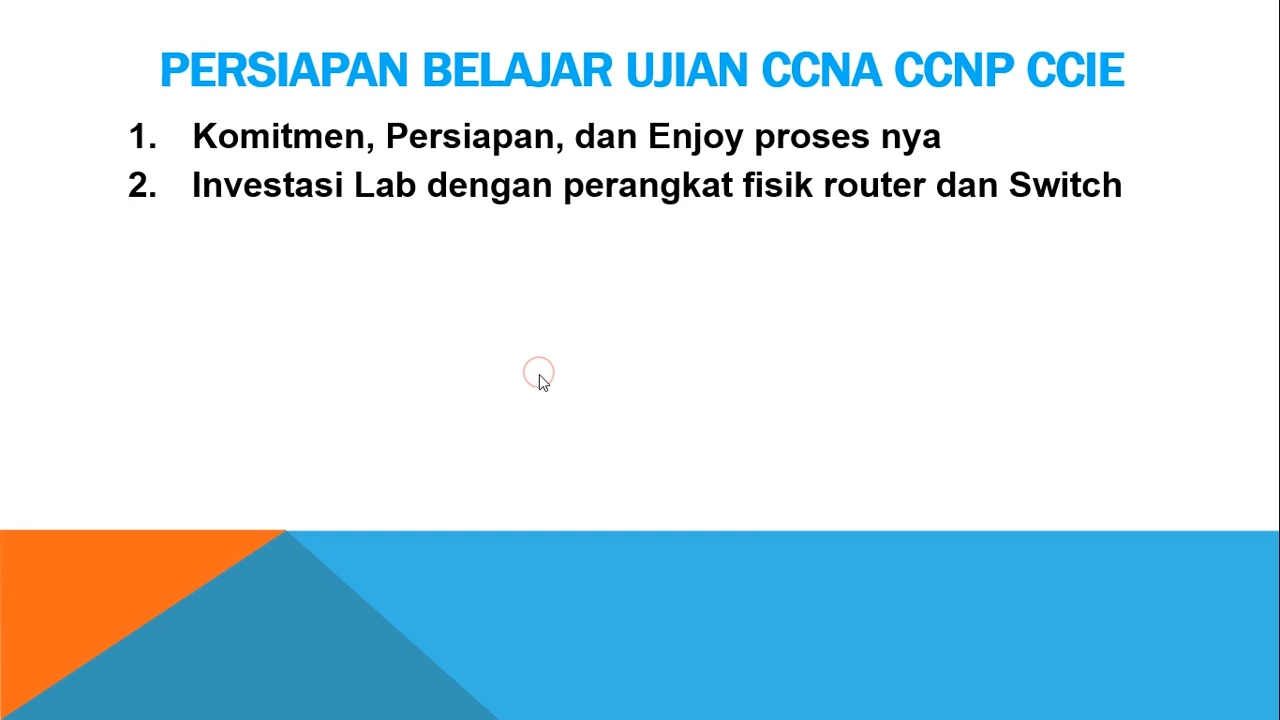 PERSIAPAN BELAJAR UJIAN CCNA CCNP CCIE
1. Komitmen, Persiapan, dan Enjoy proses nya
2. Investasi Lab dengan perangkat fisik router dan Switch